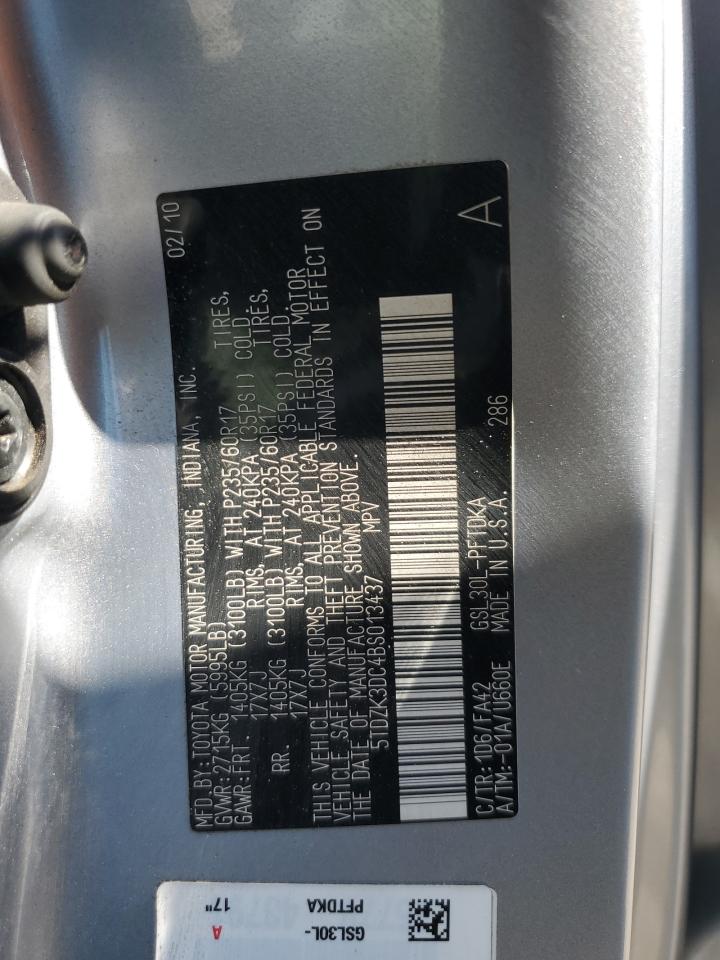 MFD.BY:TOYOTA MOTOR MANUFACTURING, INDIANA, INC. 02/10
GVWR:2715KG (5995LB)
GAWR:FRT. 1405KG (3100LB) WITH P235/60R17 TIRES,
17X7J RIMS, AT 240KPA (35PSI) COLD.
RR. 1405KG (3100LB) WITH P235/60R17 TIRES,
17X7J RIMS, AT 240KPA (35PSI) COLD.
THIS VEHICLE CONFORMS TO ALL APPLICABLE FEDERAL MOTOR
VEHICLE SAFETY AND THEFT PREVENTION STANDARDS IN EFFECT ON
THE DATE OF MANUFACTURE SHOWN ABOVE.
5TDZK3DC4BS013437 MPV
C/TR:1D6/FA42 GSL30L-PFTDKA A
A/TM:-01A/U660E MADE IN U.S.A. 286
A 17"
GSL30L-
PFTDKA